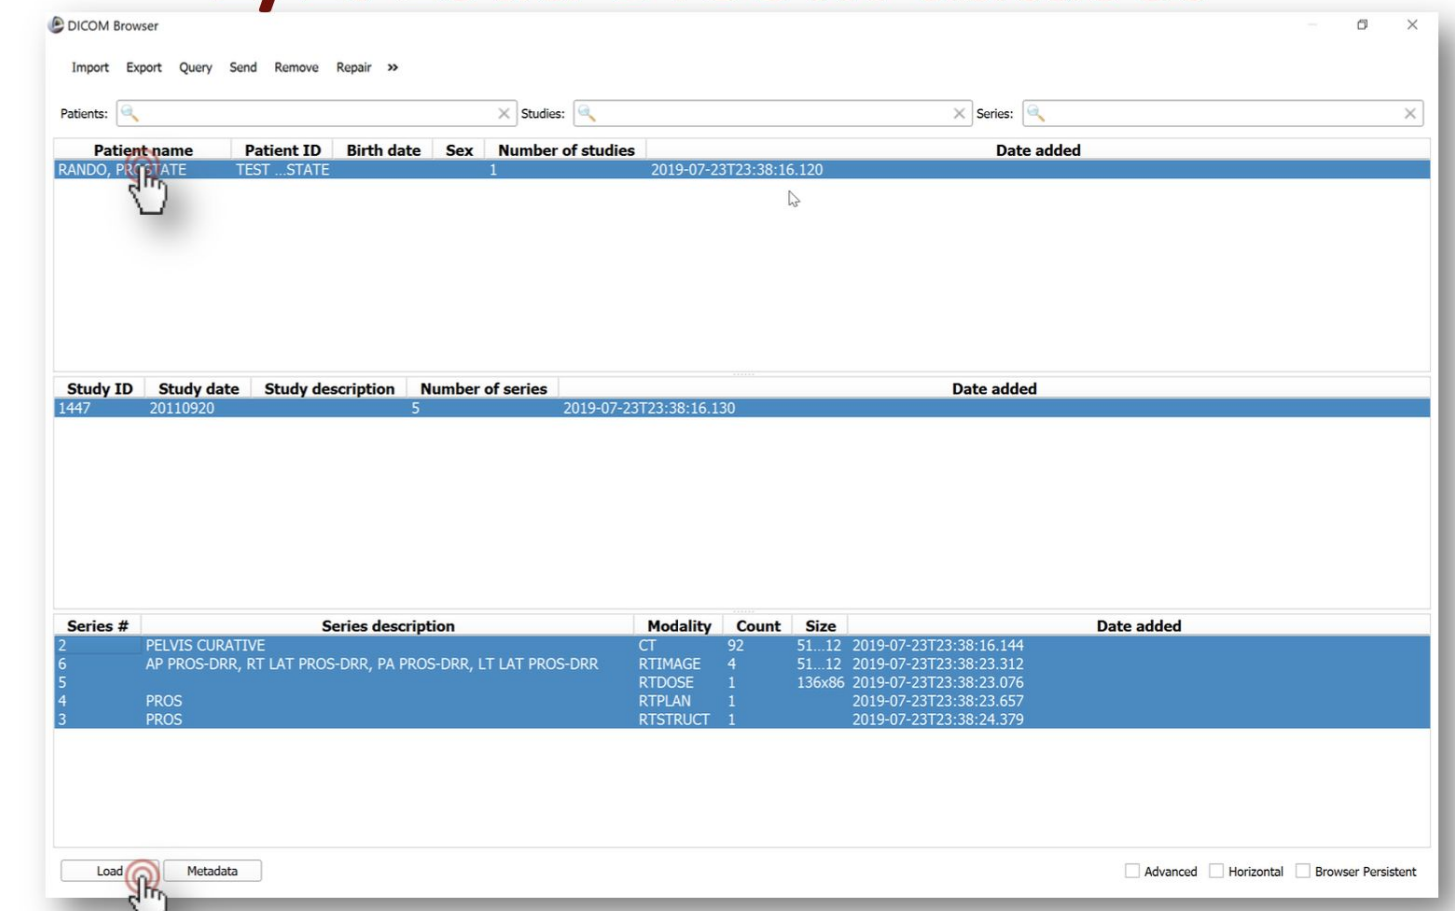 DICOM Browser
Import Export Query Send Remove Repair »
Patients: Studies: Series:
Patient name Patient ID Birth date Sex Number of studies Date added
RANDO, PROSTATE TEST ...STATE 1 2019-07-23T23:38:16.120
Study ID Study date Study description Number of series Date added
1447 20110920 5 2019-07-23T23:38:16.130
Series # Series description Modality Count Size Date added
2 PELVIS CURATIVE CT 92 51...12 2019-07-23T23:38:16.144
6 AP PROS-DRR, RT LAT PROS-DRR, PA PROS-DRR, LT LAT PROS-DRR RTIMAGE 4 51...12 2019-07-23T23:38:23.312
5 RTDOSE 1 136x86 2019-07-23T23:38:23.076
4 PROS RTPLAN 1 2019-07-23T23:38:23.657
3 PROS RTSTRUCT 1 2019-07-23T23:38:24.379
Load Metadata Advanced Horizontal Browser Persistent